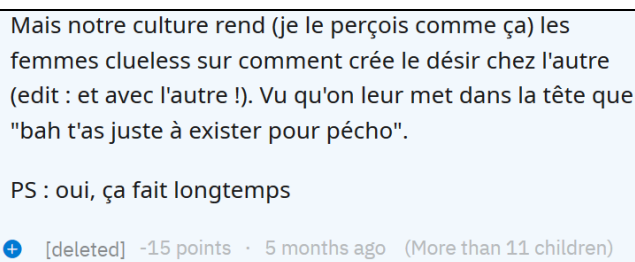 Mais notre culture rend (je le perçois comme ça) les
femmes clueless sur comment crée le désir chez l'autre
(edit : et avec l'autre !). Vu qu'on leur met dans la tête que
"bah t'as juste à exister pour pécho".
PS : oui, ça fait longtemps
[deleted] -15 points · 5 months ago (More than 11 children)